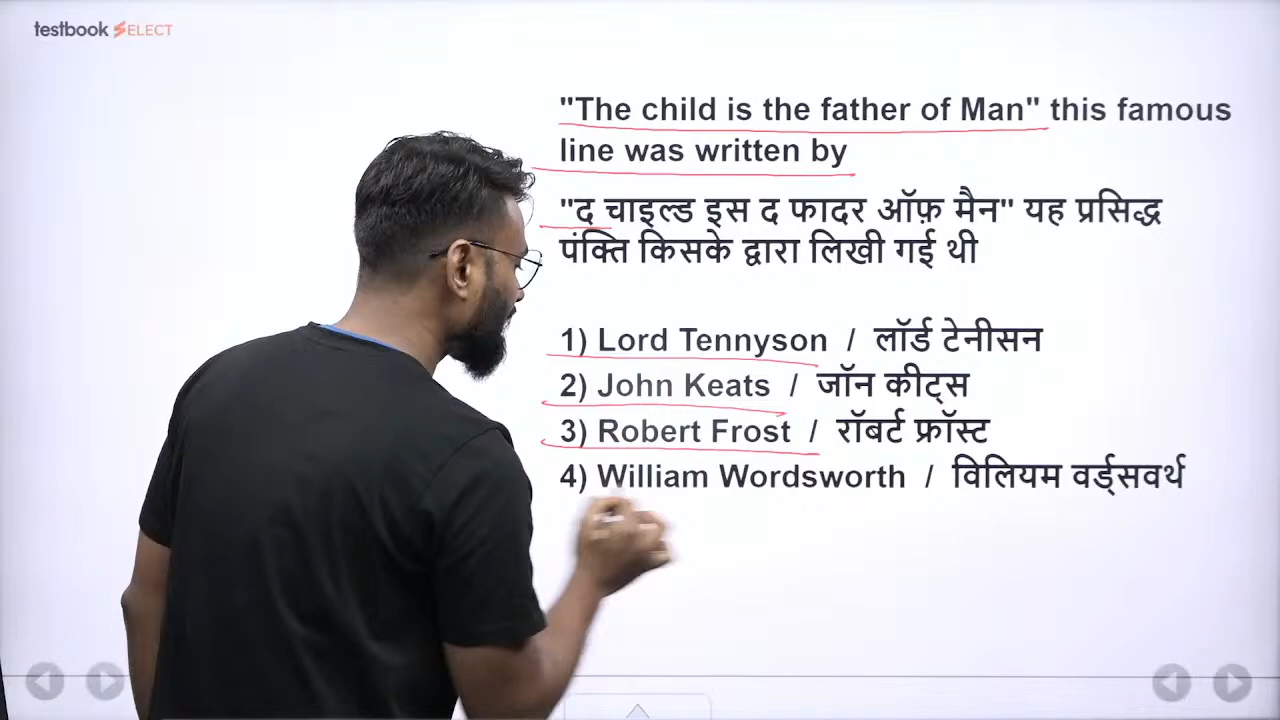 testbook SELECT
"The child is the father of Man" this famous
line was written by
"द चाइल्ड इस द फादर ऑफ़ मैन" यह प्रसिद्ध
पंक्ति किसके द्वारा लिखी गई थी
1) Lord Tennyson / लॉर्ड टेनीसन
2) John Keats / जॉन कीट्स
3) Robert Frost / रॉबर्ट फ्रॉस्ट
4) William Wordsworth / विलियम वर्ड्सवर्थ